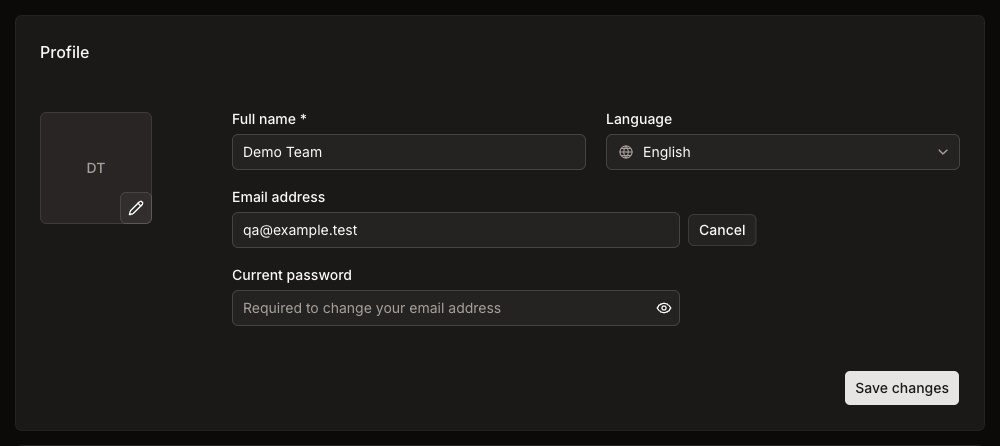 Profile
DT
Full name *
Demo Team
Language
English
Email address
qa@example.test
Cancel
Current password
Required to change your email address
Save changes